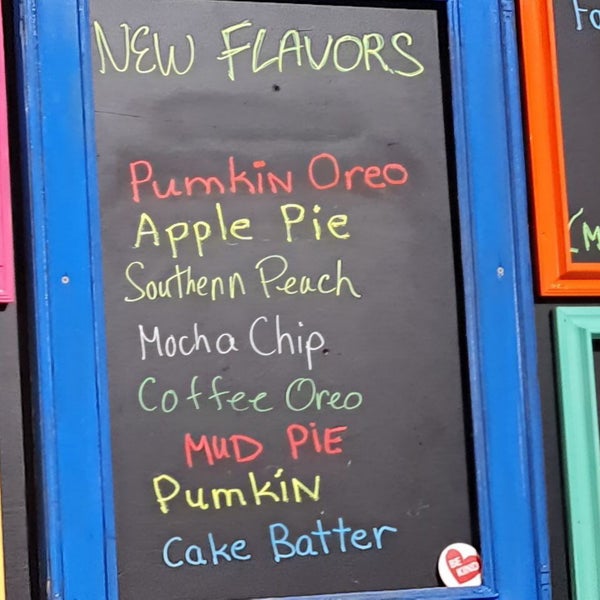 NEW FLAVORS
Pumkin Oreo
Apple Pie
Southenn Peach
Mocha Chip
Coffee Oreo
MUD PiE
PumkiN
Cake Batter
BE KIND